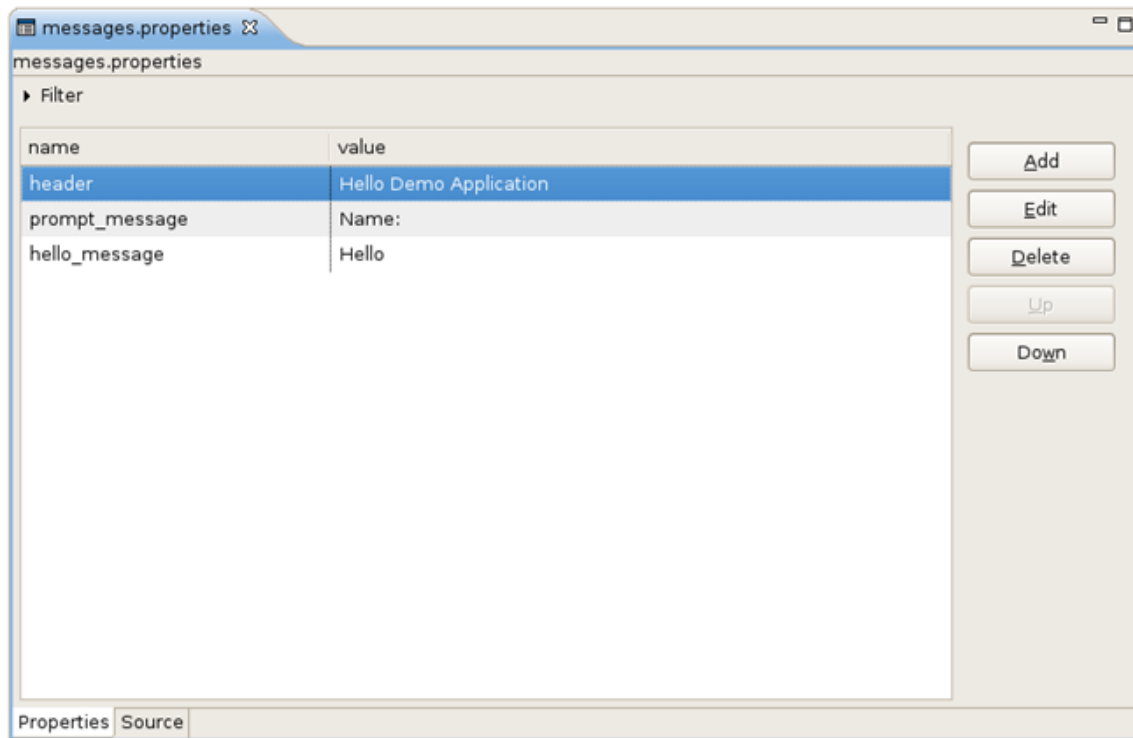 messages.properties
messages.properties
Filter
name value
header Hello Demo Application
prompt_message Name:
hello_message Hello
Add
Edit
Delete
Up
Down
Properties Source